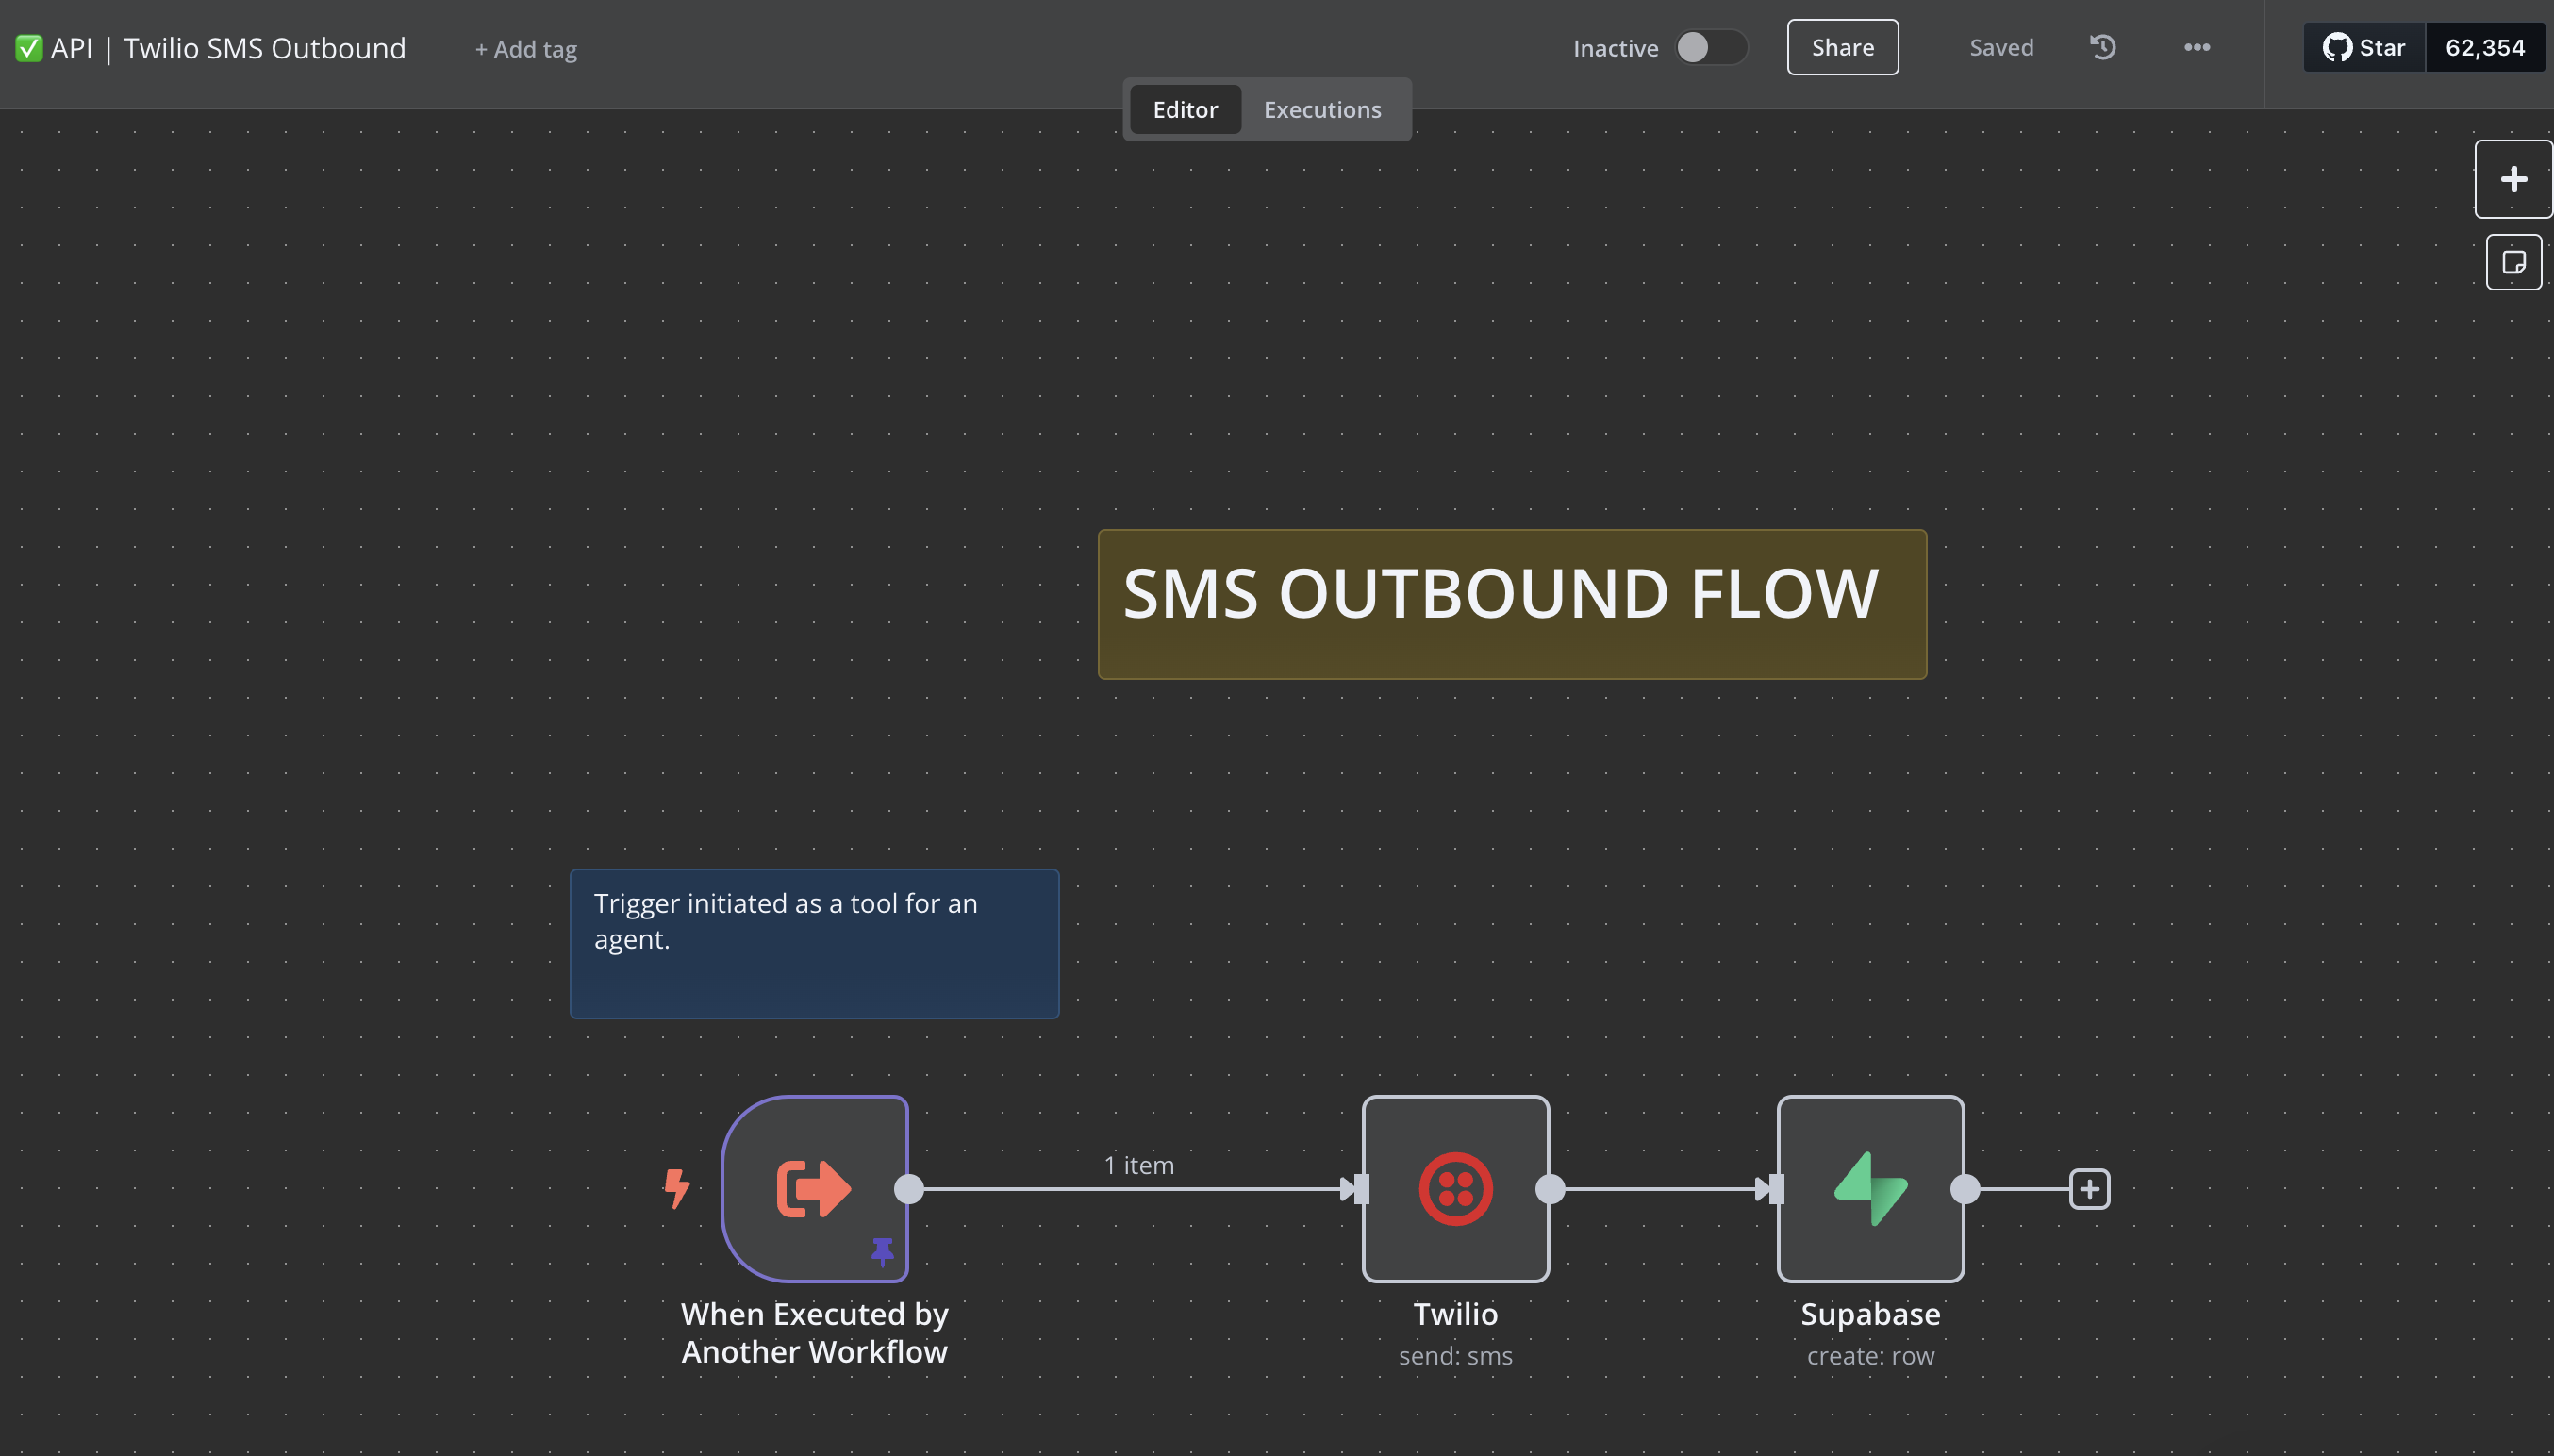 ✅ API | Twilio SMS Outbound
+ Add tag
Inactive
Share
Saved
Star
62,354
Editor
Executions
SMS OUTBOUND FLOW
Trigger initiated as a tool for an
agent.
1 item
When Executed by
Another Workflow
Twilio
send: sms
Supabase
create: row